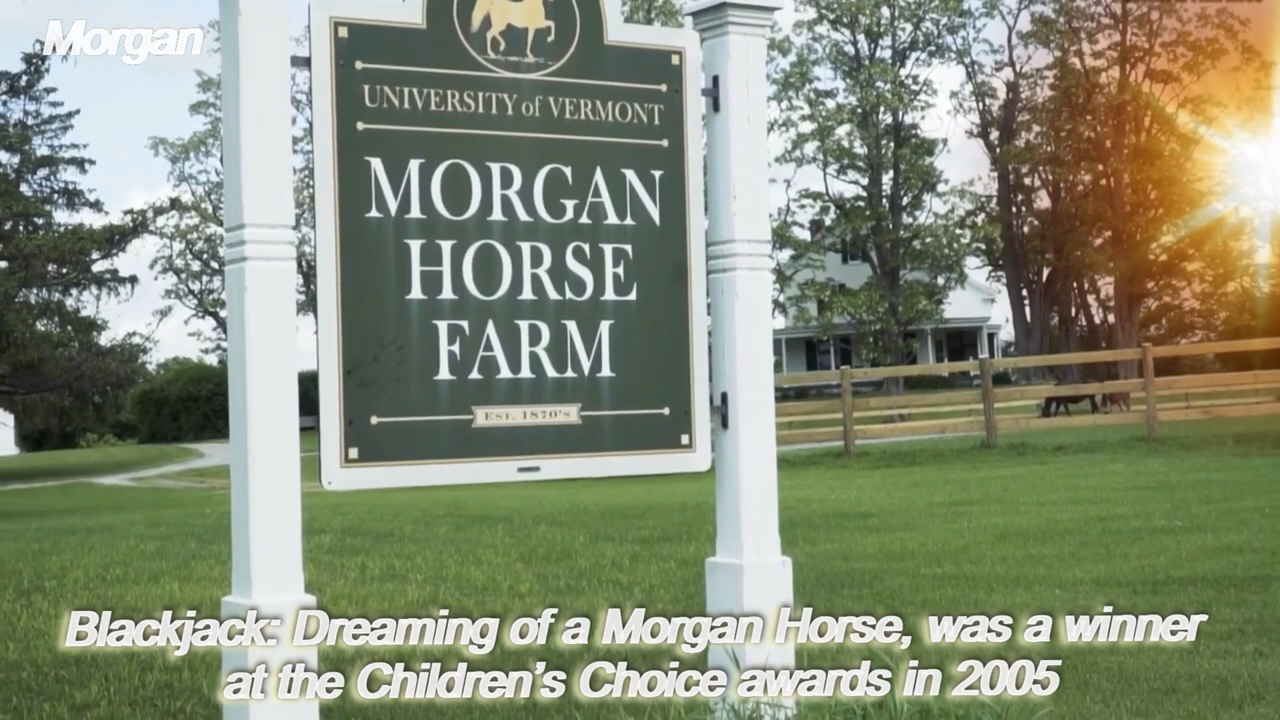 Morgan
UNIVERSITY of VERMONT
MORGAN
HORSE
FARM
EST. 1870'S
Blackjack: Dreaming of a Morgan Horse, was a winner
at the Children's Choice awards in 2005